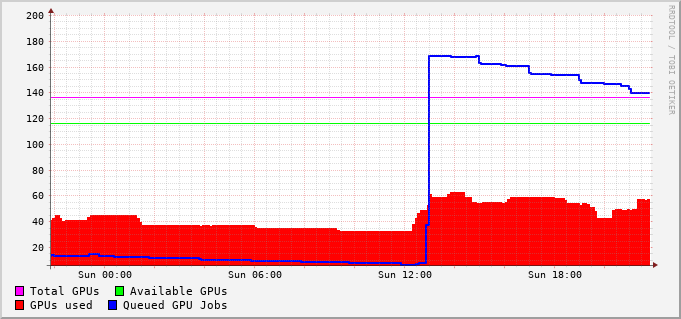 RRDTOOL / TOBI OETIKER
200
180
160
140
120
100
80
60
40
20
Sun 00:00 Sun 06:00 Sun 12:00 Sun 18:00
Total GPUs Available GPUs
GPUs used Queued GPU Jobs